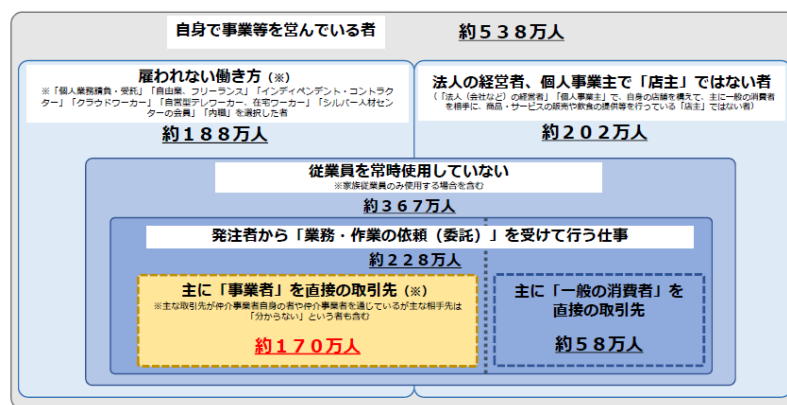 自身で事業等を営んでいる者 約５３８万人
雇われない働き方（※）
※「個人業務請負・受託」「自由業、フリーランス」「インディペンデント・コントラ
クター」「クラウドワーカー」「自営型テレワーカー、在宅ワーカー」「シルバー人材セン
ターの会員」「内職」を選択した者
約１８８万人
法人の経営者、個人事業主で「店主」ではない者
（「法人（会社など）の経営者」「個人事業主」で、自身の店舗を構えて、主に一般の消費者
を相手に、商品・サービスの販売や飲食の提供等を行っている「店主」ではない者）
約２０２万人
従業員を常時使用していない
※家族従業員のみ使用する場合を含む
約３６７万人
発注者から「業務・作業の依頼（委託）」を受けて行う仕事
約２２８万人
主に「事業者」を直接の取引先（※）
※主な取引先が仲介事業者自身の者や仲介事業者を通じているが主な相手先は
「分からない」という者も含む
約１７０万人
主に「一般の消費者」を
直接の取引先
約５８万人